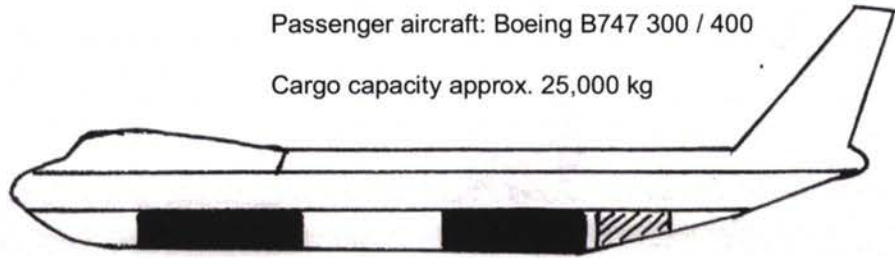 Passenger aircraft: Boeing B747 300 / 400
Cargo capacity approx. 25,000 kg